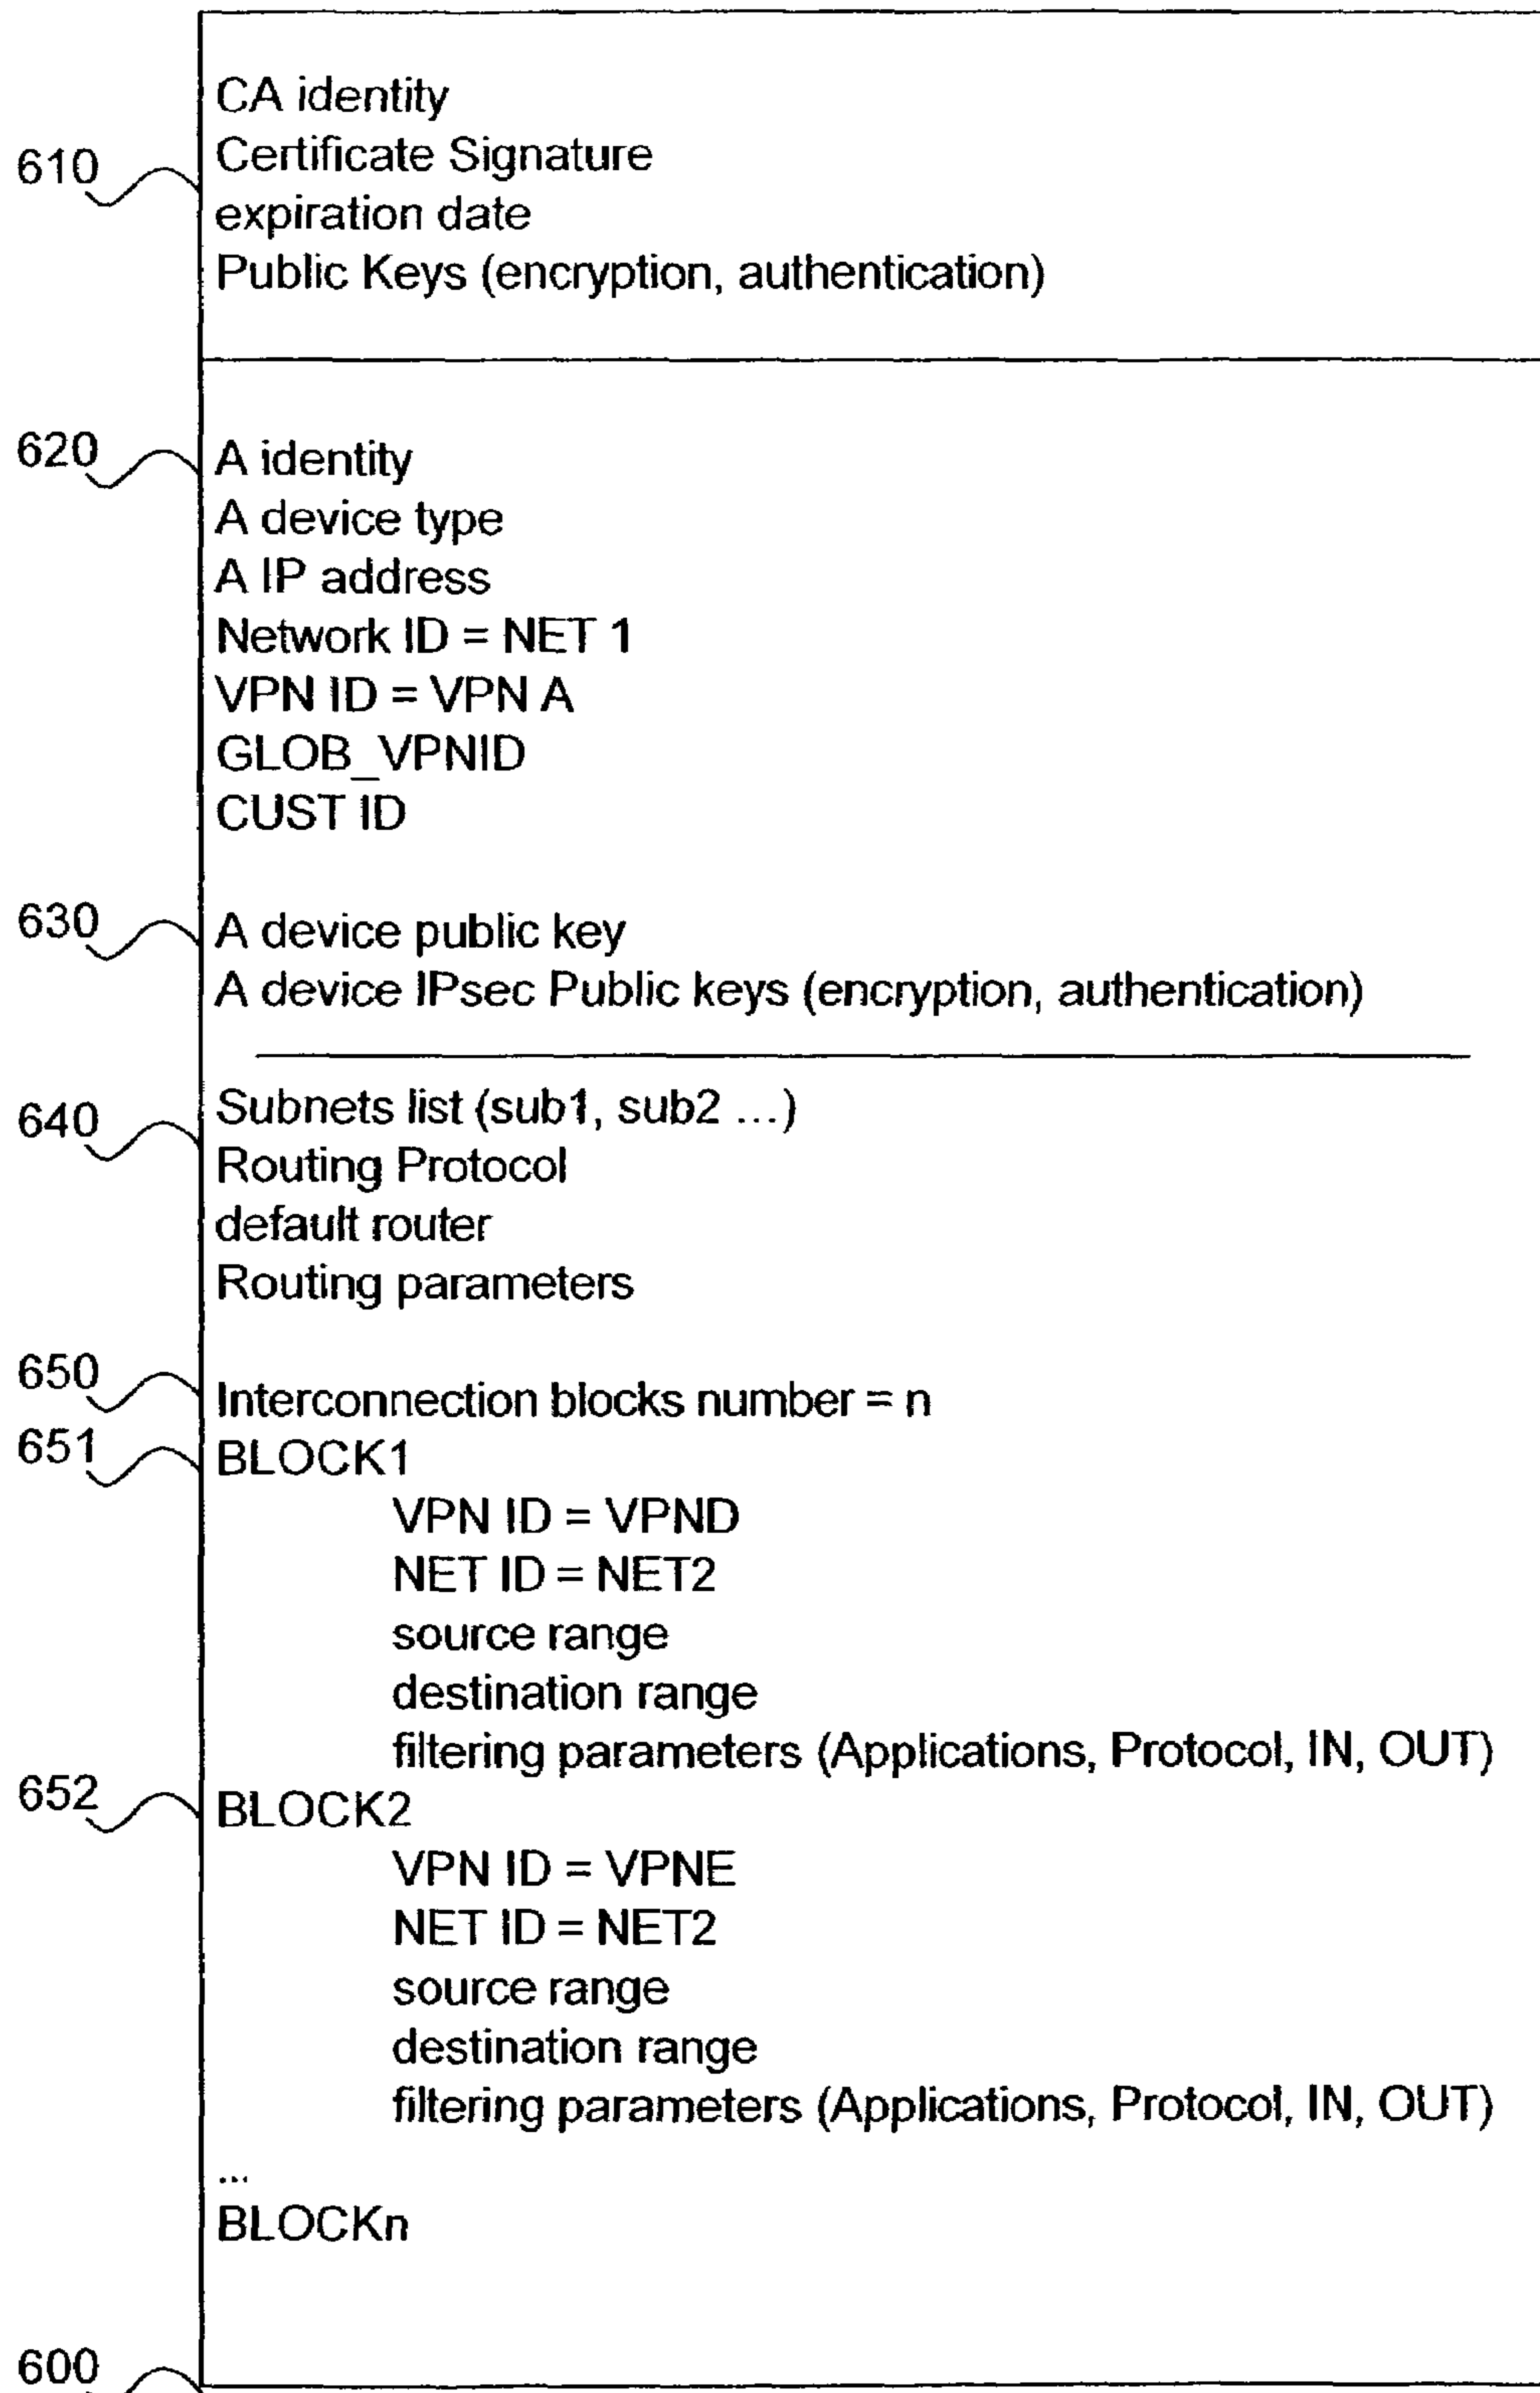 CA identity
610
Certificate Signature
expiration date
Public Keys (encryption, authentication)
620
A identity
A device type
A IP address
Network ID = NET 1
VPN ID = VPN A
GLOB_VPNID
CUST ID
630
A device public key
A device IPsec Public keys (encryption, authentication)
640
Subnets list (sub1, sub2 ...)
Routing Protocol
default router
Routing parameters
650
Interconnection blocks number = n
651
BLOCK1
VPN ID = VPND
NET ID = NET2
source range
destination range
filtering parameters (Applications, Protocol, IN, OUT)
652
BLOCK2
VPN ID = VPNE
NET ID = NET2
source range
destination range
filtering parameters (Applications, Protocol, IN, OUT)
...
BLOCKn
600